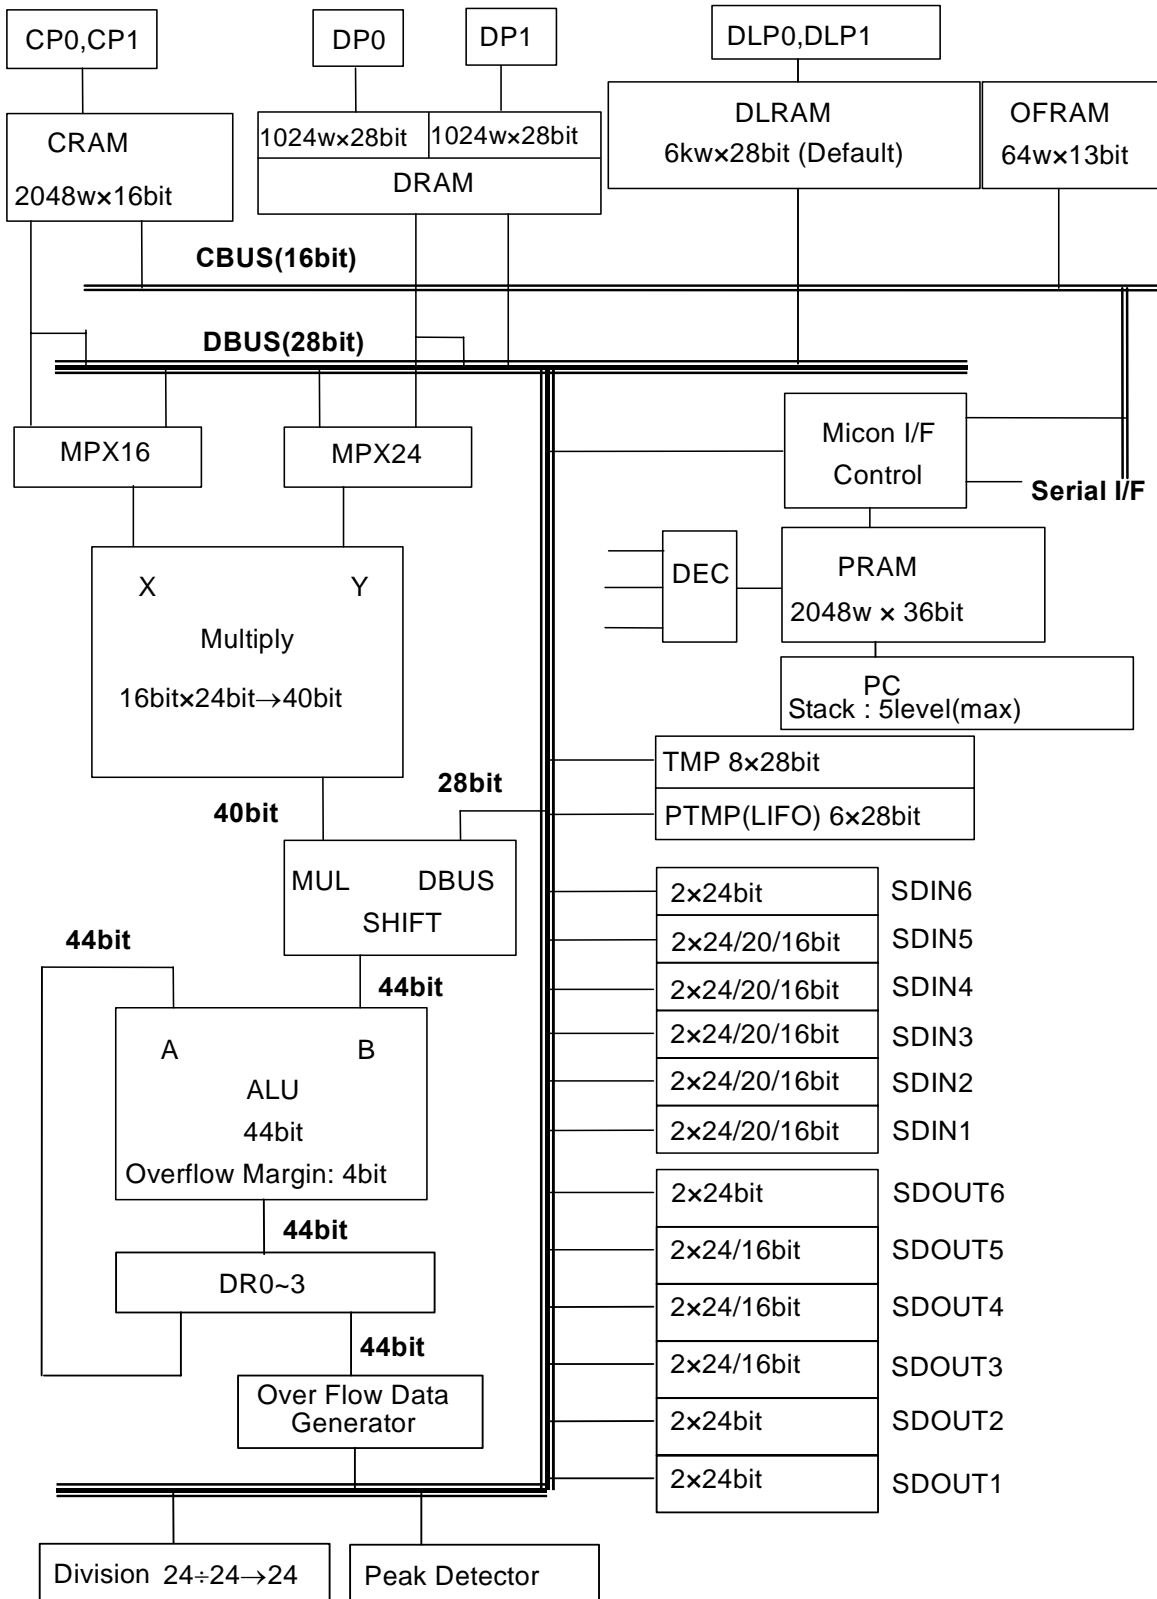 CP0,CP1
DP0
DP1
DLP0,DLP1
CRAM
2048w×16bit
1024w×28bit
1024w×28bit
DRAM
DLRAM
6kw×28bit (Default)
OFRAM
64w×13bit
CBUS(16bit)
DBUS(28bit)
MPX16
MPX24
Micon I/F
Control
Serial I/F
X
Y
Multiply
16bit×24bit→40bit
DEC
PRAM
2048w × 36bit
PC
Stack : 5level(max)
TMP 8×28bit
PTMP(LIFO) 6×28bit
28bit
40bit
MUL
DBUS
SHIFT
44bit
44bit
A
B
ALU
44bit
Overflow Margin: 4bit
44bit
DR0~3
44bit
Over Flow Data
Generator
2×24bit SDIN6
2×24/20/16bit SDIN5
2×24/20/16bit SDIN4
2×24/20/16bit SDIN3
2×24/20/16bit SDIN2
2×24/20/16bit SDIN1
2×24bit SDOUT6
2×24/16bit SDOUT5
2×24/16bit SDOUT4
2×24/16bit SDOUT3
2×24bit SDOUT2
2×24bit SDOUT1
Division 24÷24→24
Peak Detector